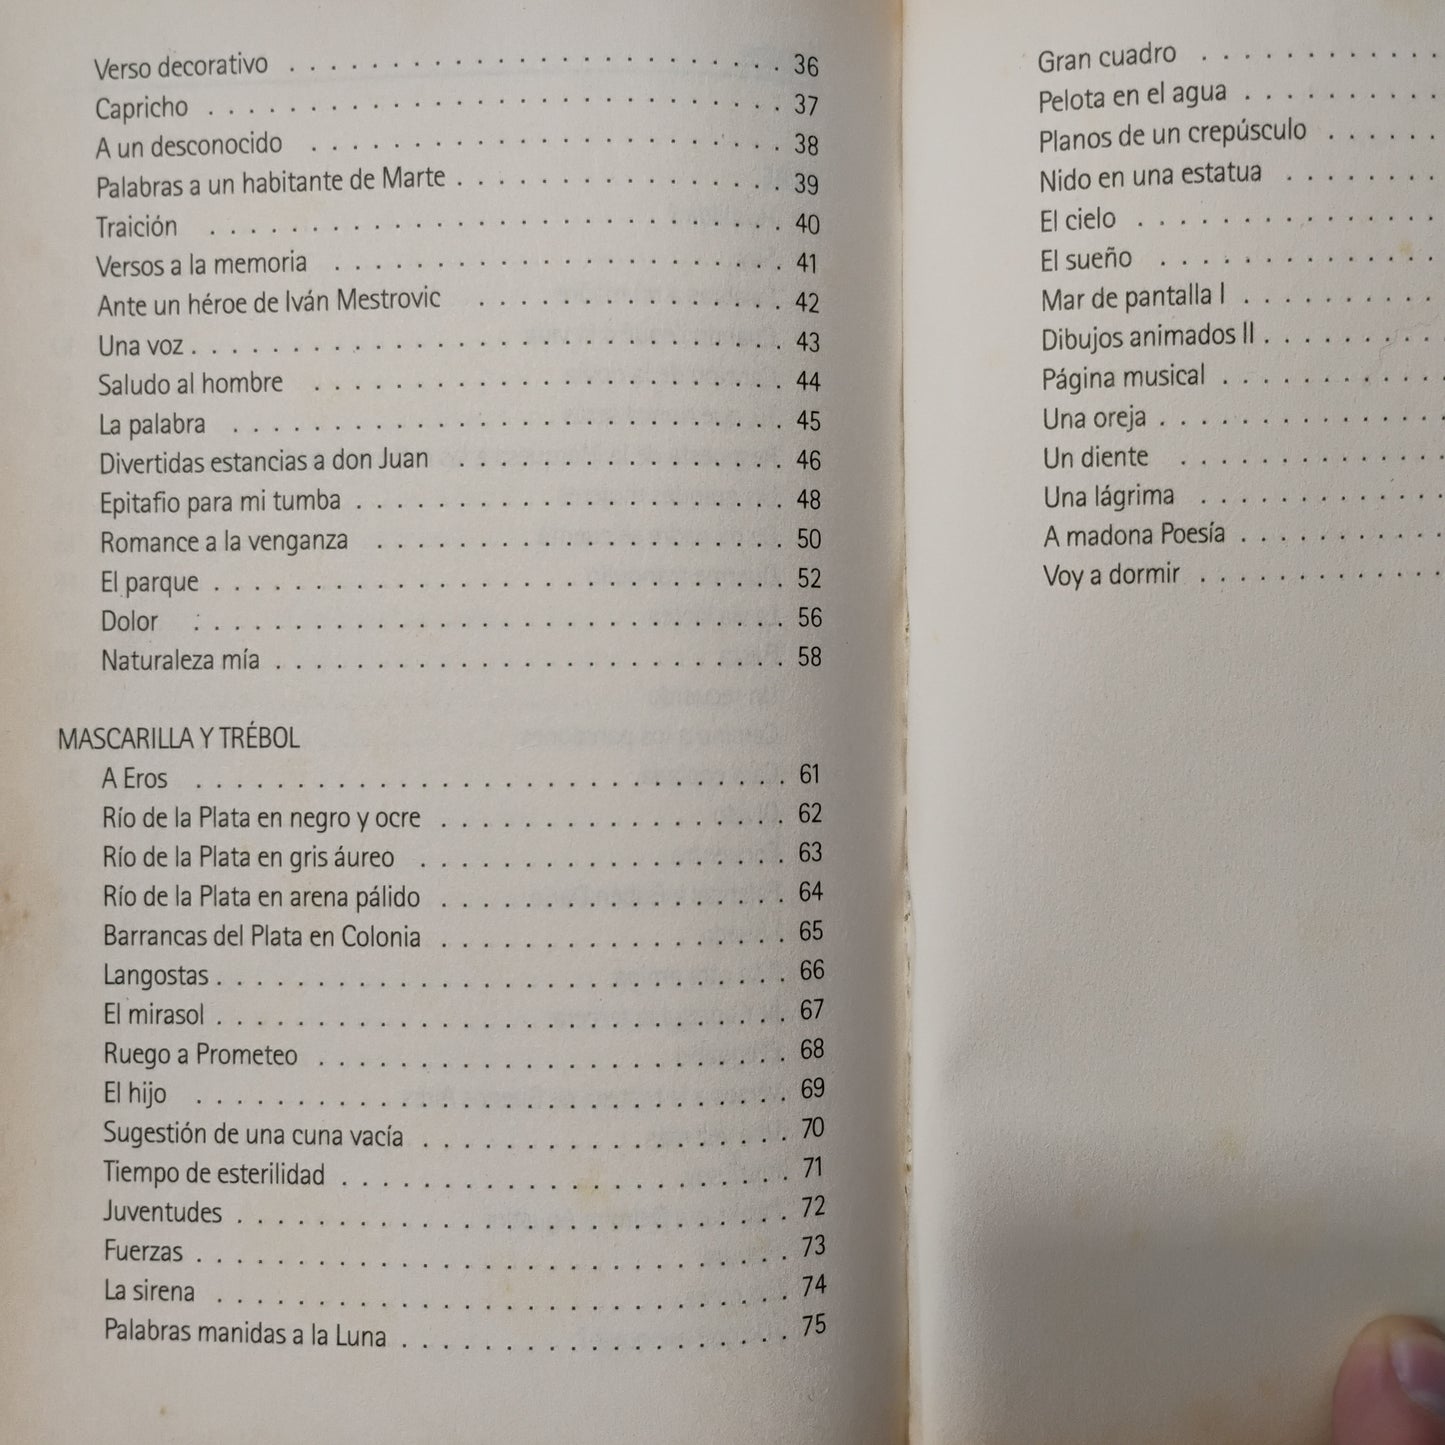 Verso decorativo . . . . . . . . . . . . . . . . . . . . . . . . 36
Capricho . . . . . . . . . . . . . . . . . . . . . . . . . . . . 37
A un desconocido . . . . . . . . . . . . . . . . . . . . . . . 38
Palabras a un habitante de Marte . . . . . . . . . . . . . . . . 39
Traición . . . . . . . . . . . . . . . . . . . . . . . . . . . . 40
Versos a la memoria . . . . . . . . . . . . . . . . . . . . . . 41
Ante un héroe de Iván Mestrovic . . . . . . . . . . . . . . . 42
Una voz . . . . . . . . . . . . . . . . . . . . . . . . . . . . . 43
Saludo al hombre . . . . . . . . . . . . . . . . . . . . . . . 44
La palabra . . . . . . . . . . . . . . . . . . . . . . . . . . . 45
Divertidas estancias a don Juan . . . . . . . . . . . . . . . . 46
Epitafio para mi tumba . . . . . . . . . . . . . . . . . . . . . 48
Romance a la venganza . . . . . . . . . . . . . . . . . . . . 50
El parque . . . . . . . . . . . . . . . . . . . . . . . . . . . . 52
Dolor . . . . . . . . . . . . . . . . . . . . . . . . . . . . . 56
Naturaleza mía . . . . . . . . . . . . . . . . . . . . . . . . . 58
MASCARILLA Y TRÉBOL
A Eros . . . . . . . . . . . . . . . . . . . . . . . . . . . . . 61
Río de la Plata en negro y ocre . . . . . . . . . . . . . . . . . 62
Río de la Plata en gris áureo . . . . . . . . . . . . . . . . . . 63
Río de la Plata en arena pálido . . . . . . . . . . . . . . . . . 64
Barrancas del Plata en Colonia . . . . . . . . . . . . . . . . . 65
Langostas . . . . . . . . . . . . . . . . . . . . . . . . . . . . 66
El mirasol . . . . . . . . . . . . . . . . . . . . . . . . . . . . 67
Ruego a Prometeo . . . . . . . . . . . . . . . . . . . . . . . 68
El hijo . . . . . . . . . . . . . . . . . . . . . . . . . . . . . 69
Sugestión de una cuna vacía . . . . . . . . . . . . . . . . . . 70
Tiempo de esterilidad . . . . . . . . . . . . . . . . . . . . . . 71
Juventudes . . . . . . . . . . . . . . . . . . . . . . . . . . . 72
Fuerzas . . . . . . . . . . . . . . . . . . . . . . . . . . . . . 73
La sirena . . . . . . . . . . . . . . . . . . . . . . . . . . . . 74
Palabras manidas a la Luna . . . . . . . . . . . . . . . . . . . 75
Gran cuadro . . . . . . . . . . . .
Pelota en el agua . . . . . . . . . .
Planos de un crepúsculo . . . . . .
Nido en una estatua . . . . . . . .
El cielo . . . . . . . . . . . . . . .
El sueño . . . . . . . . . . . . . .
Mar de pantalla I . . . . . . . . . .
Dibujos animados II . . . . . . . . .
Página musical . . . . . . . . . . .
Una oreja . . . . . . . . . . . . . .
Un diente . . . . . . . . . . . . .
Una lágrima . . . . . . . . . . . .
A madona Poesía . . . . . . . . . .
Voy a dormir . . . . . . . . . . . .